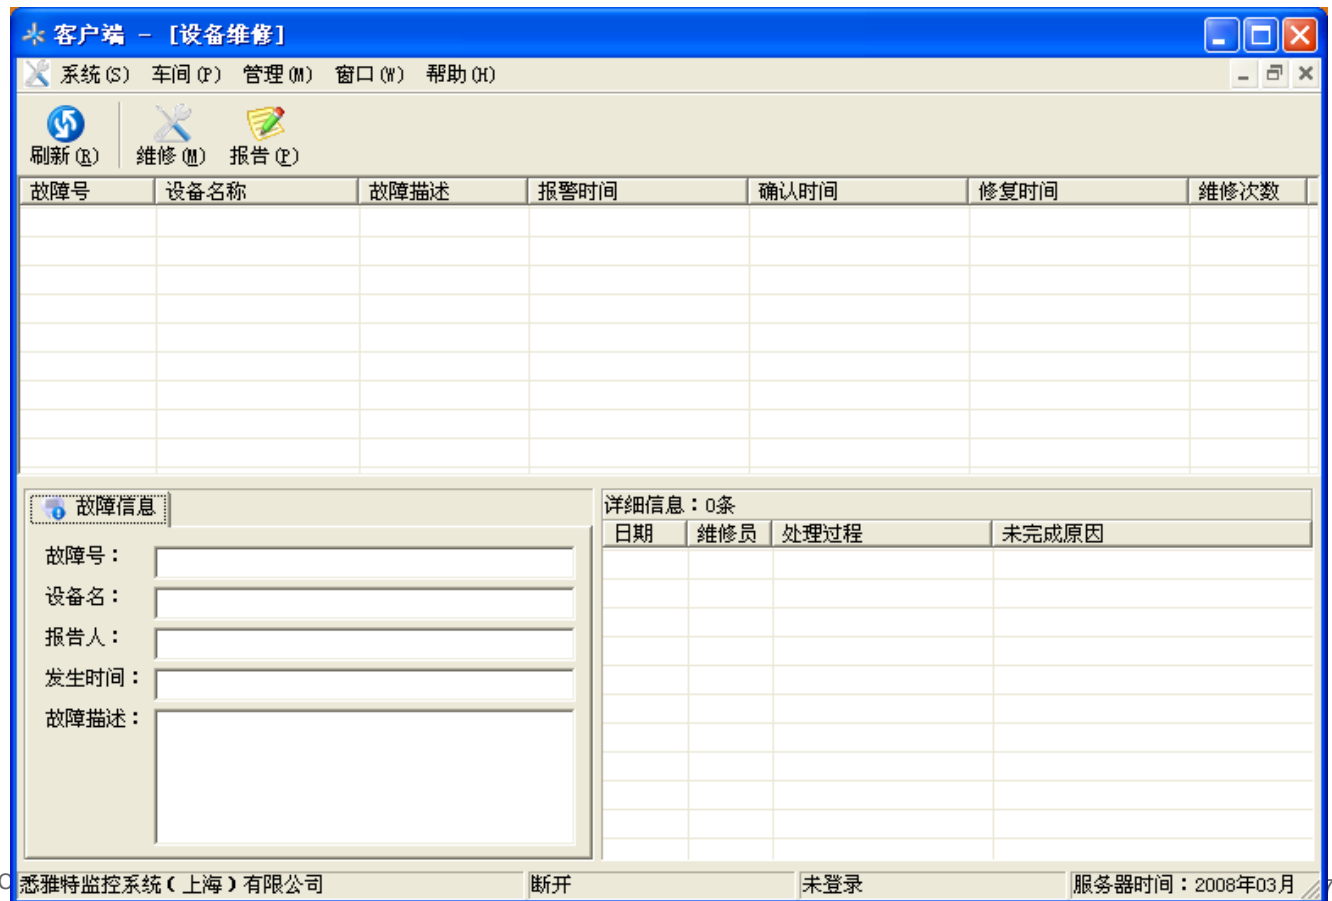 客户端 - [设备维修]
系统(S) 车间(P) 管理(M) 窗口(W) 帮助(H)
刷新(R) 维修(M) 报告(P)
故障号 设备名称 故障描述 报警时间 确认时间 修复时间 维修次数
故障信息
故障号：
设备名：
报告人：
发生时间：
故障描述：
详细信息：0条
日期 维修员 处理过程 未完成原因
悉雅特监控系统(上海)有限公司 断开 未登录 服务器时间：2008年03月